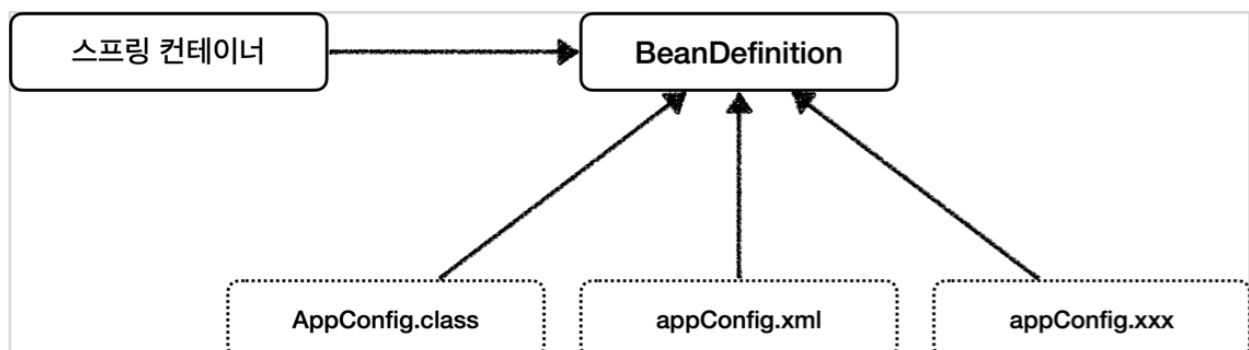 스프링 컨테이너
BeanDefinition
AppConfig.class
appConfig.xml
appConfig.xxx